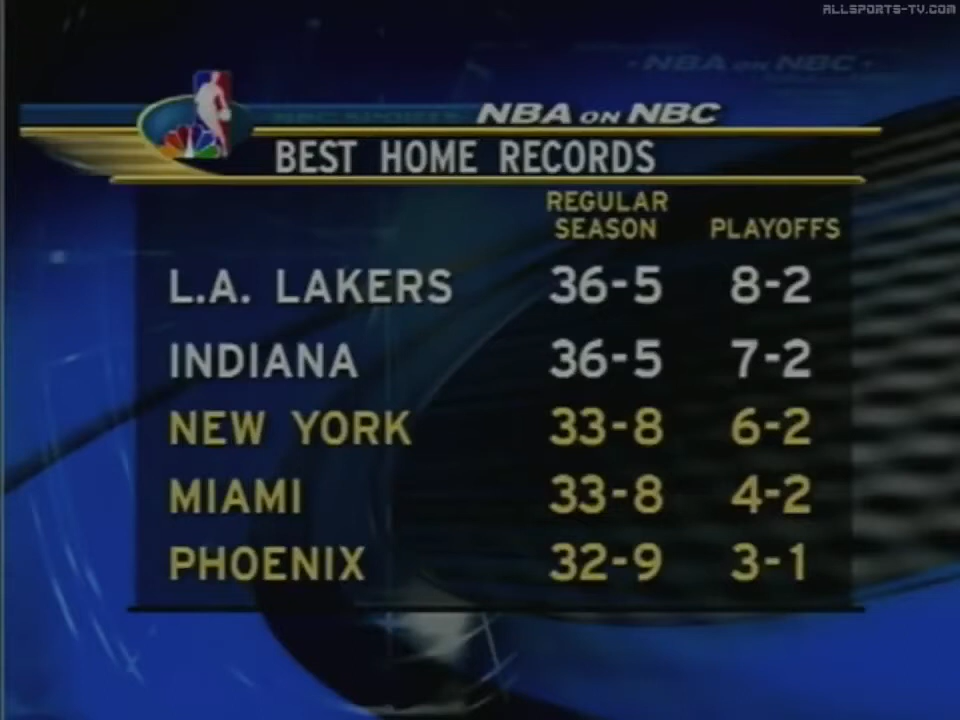 ALLSPORTS-TV.COM
NBA ON NBC
NBC SPORTS NBA ON NBC
BEST HOME RECORDS
REGULAR
SEASON PLAYOFFS
L.A. LAKERS 36-5 8-2
INDIANA 36-5 7-2
NEW YORK 33-8 6-2
MIAMI 33-8 4-2
PHOENIX 32-9 3-1